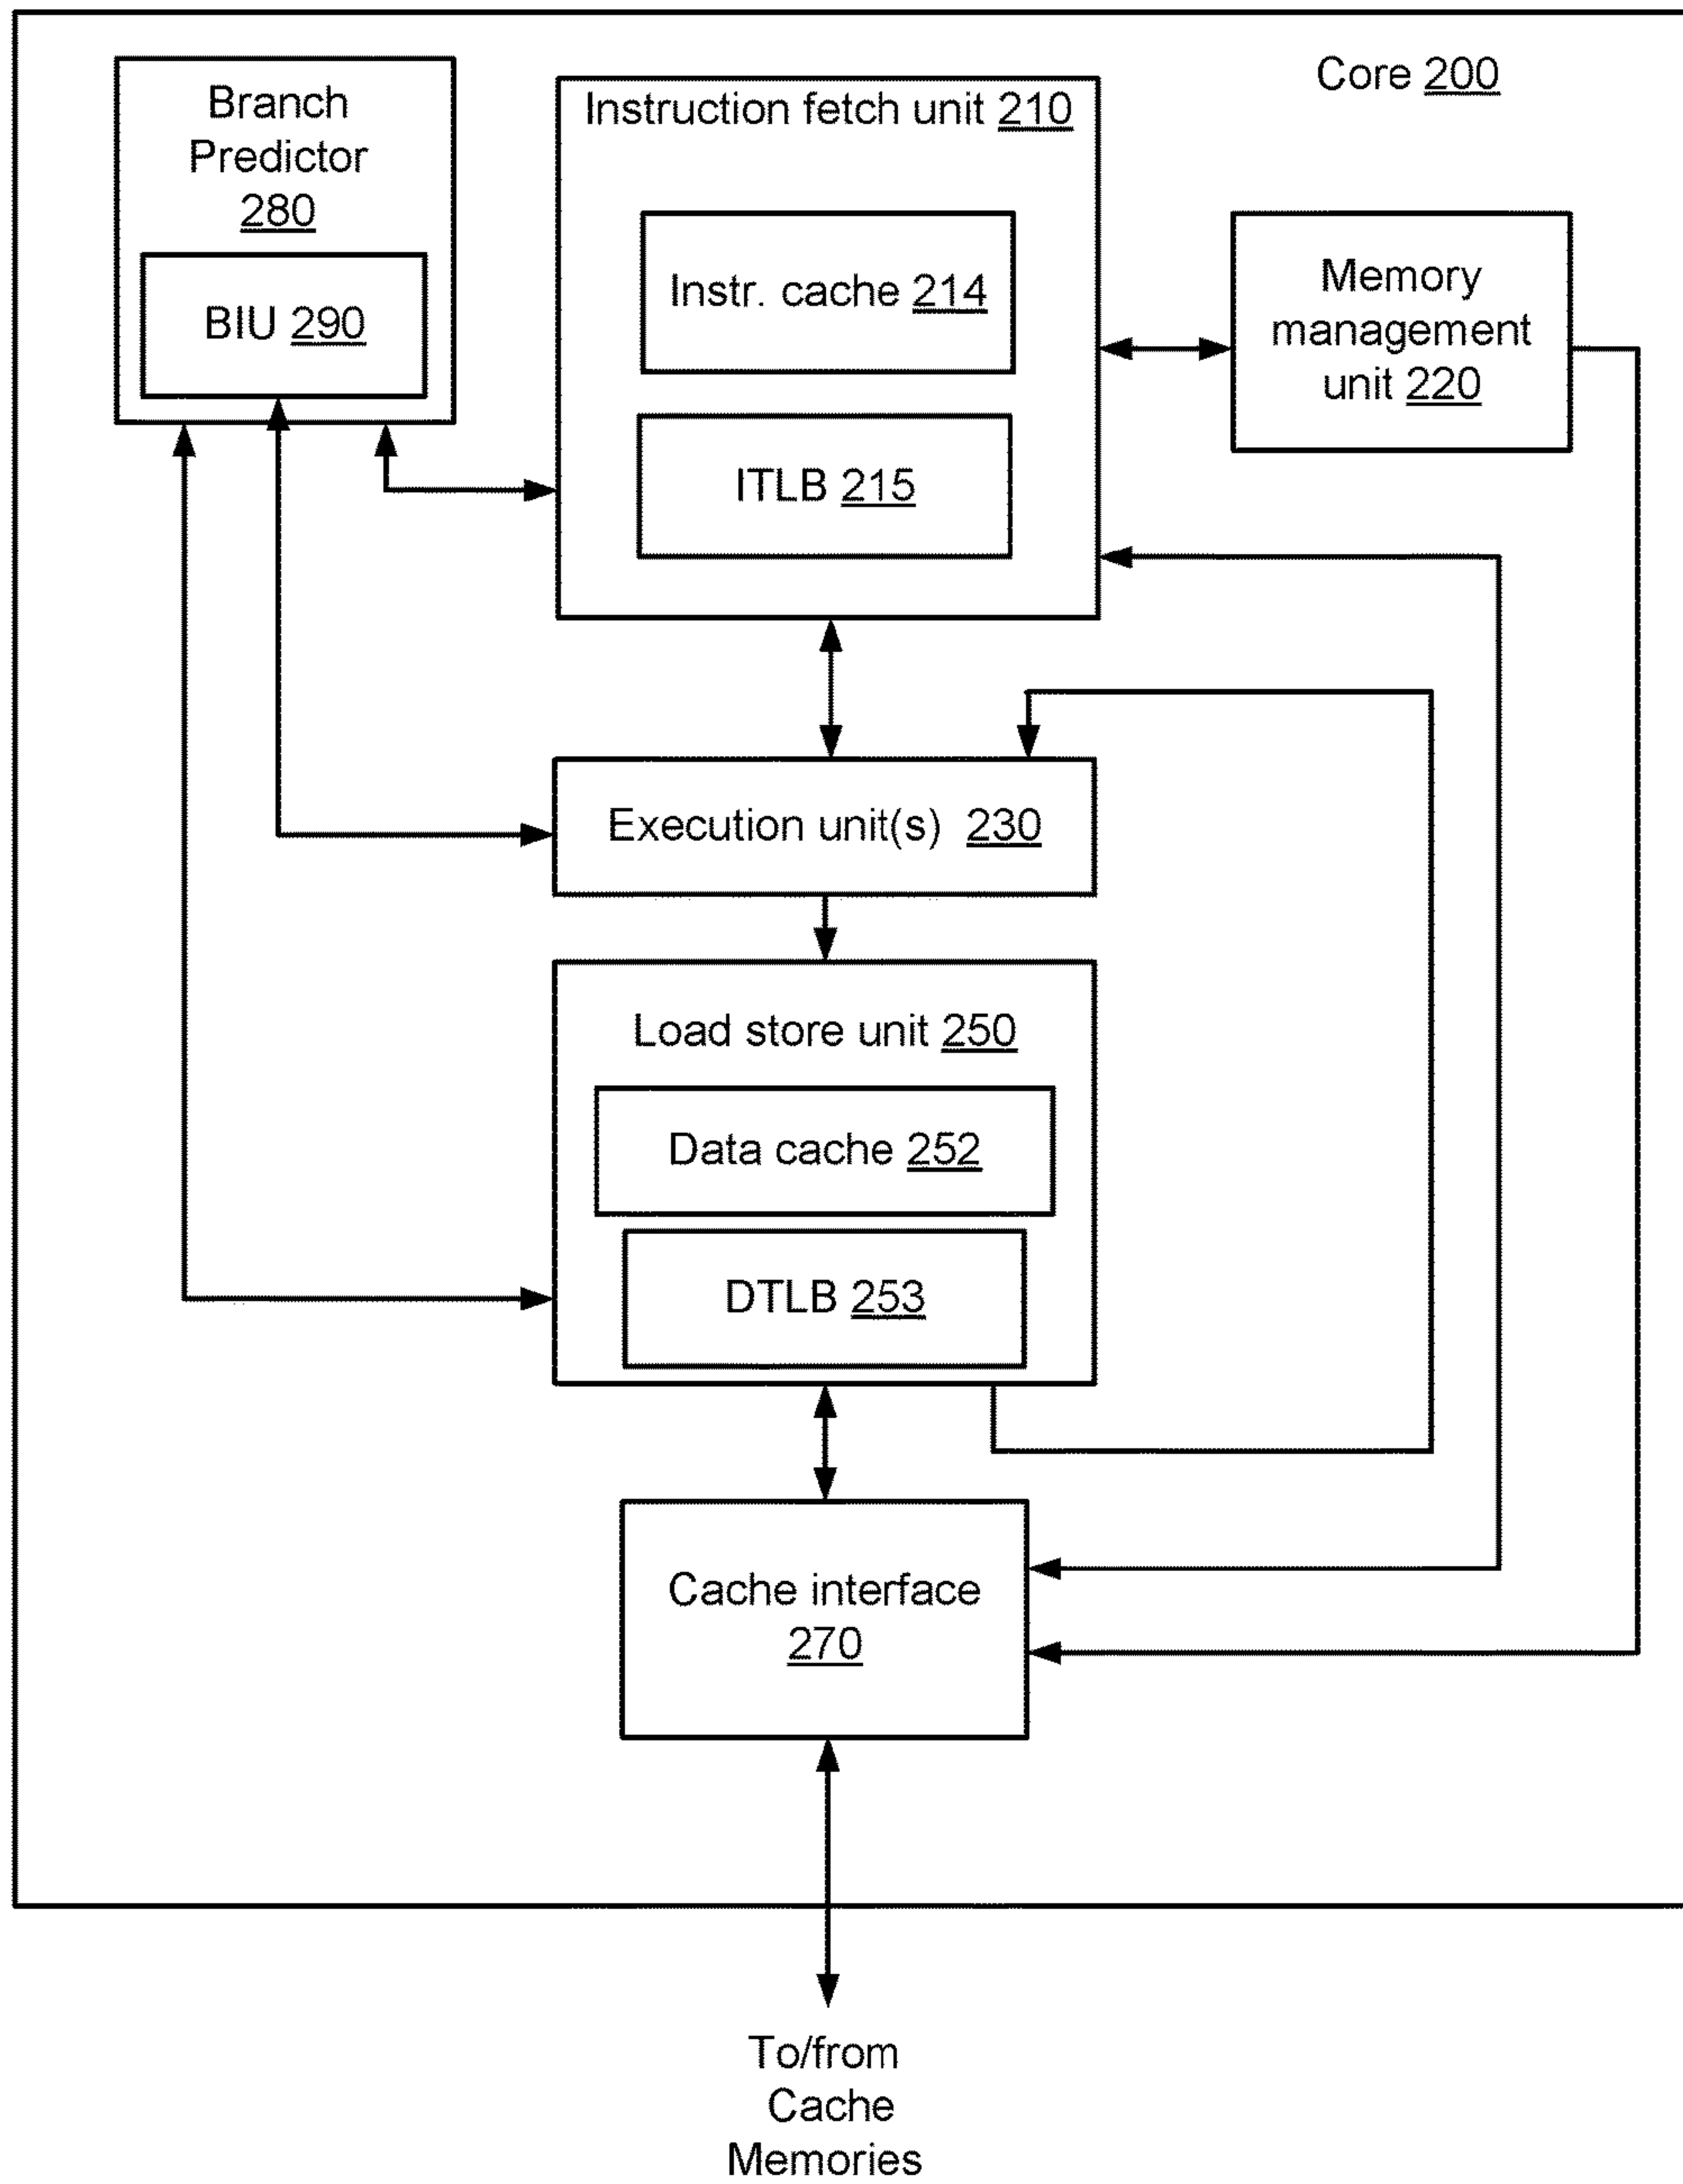 Core 200
Branch
Predictor
280
BIU 290
Instruction fetch unit 210
Instr. cache 214
ITLB 215
Memory
management
unit 220
Execution unit(s) 230
Load store unit 250
Data cache 252
DTLB 253
Cache interface
270
To/from
Cache
Memories